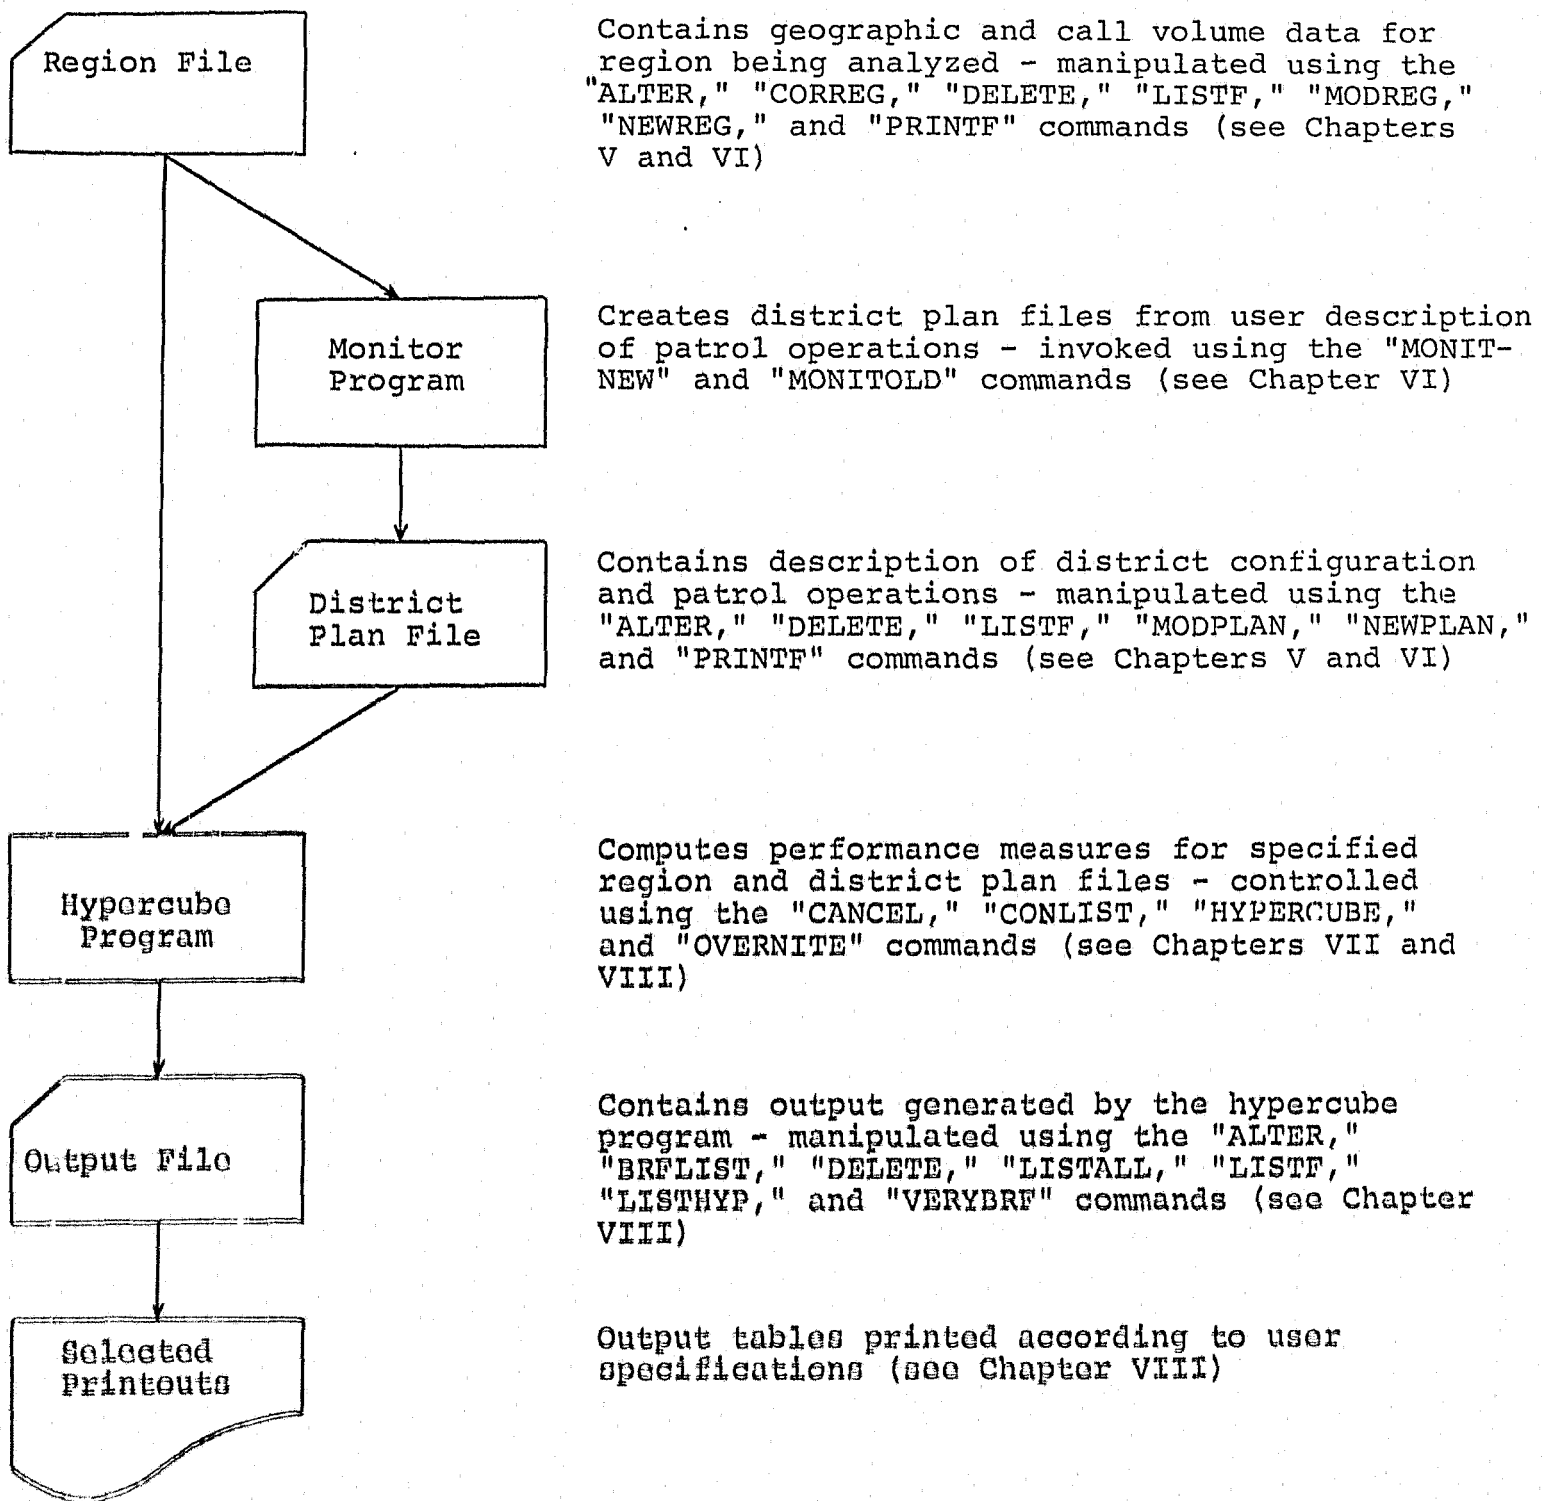 Region File
Contains geographic and call volume data for
region being analyzed - manipulated using the
"ALTER," "CORREG," "DELETE," "LISTF," "MODREG,"
"NEWREG," and "PRINTF" commands (see Chapters
V and VI)
Monitor
Program
Creates district plan files from user description
of patrol operations - invoked using the "MONIT-
NEW" and "MONITOLD" commands (see Chapter VI)
District
Plan File
Contains description of district configuration
and patrol operations - manipulated using the
"ALTER," "DELETE," "LISTF," "MODPLAN," "NEWPLAN,"
and "PRINTF" commands (see Chapters V and VI)
Hypercube
Program
Computes performance measures for specified
region and district plan files - controlled
using the "CANCEL," "CONLIST," "HYPERCUBE,"
and "OVERNITE" commands (see Chapters VII and
VIII)
Output File
Contains output generated by the hypercube
program - manipulated using the "ALTER,"
"BRFLIST," "DELETE," "LISTALL," "LISTF,"
"LISTHYP," and "VERYBRF" commands (see Chapter
VIII)
Selected
Printouts
Output tables printed according to user
specifications (see Chapter VIII)